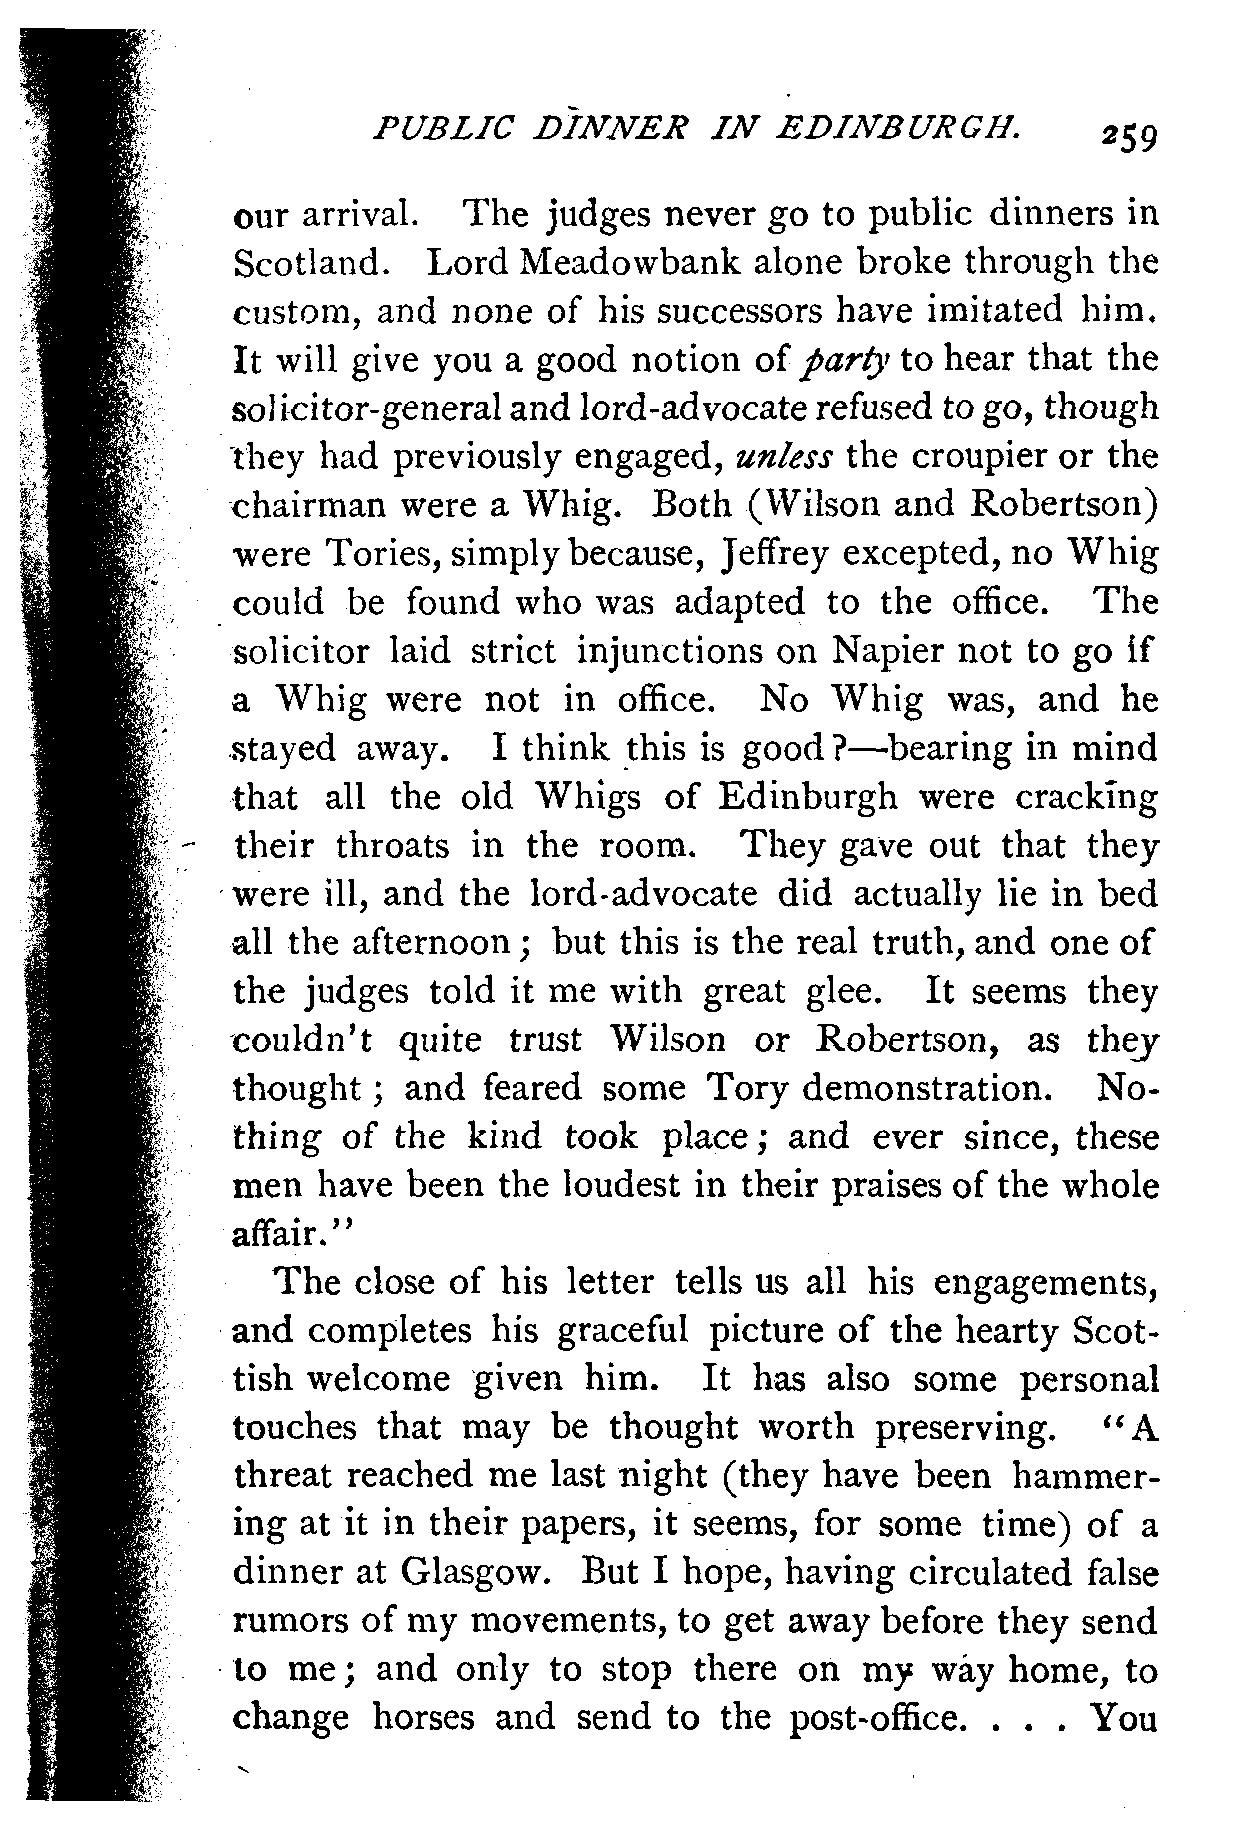 PUBLIC DINNER IN EDINBURGH. 259
our arrival. The judges never go to public dinners in
Scotland. Lord Meadowbank alone broke through the
custom, and none of his successors have imitated him.
It will give you a good notion of party to hear that the
solicitor-general and lord-advocate refused to go, though
they had previously engaged, unless the croupier or the
chairman were a Whig. Both (Wilson and Robertson)
were Tories, simply because, Jeffrey excepted, no Whig
could be found who was adapted to the office. The
solicitor laid strict injunctions on Napier not to go if
a Whig were not in office. No Whig was, and he
stayed away. I think this is good?—bearing in mind
that all the old Whigs of Edinburgh were cracking
their throats in the room. They gave out that they
were ill, and the lord-advocate did actually lie in bed
all the afternoon; but this is the real truth, and one of
the judges told it me with great glee. It seems they
couldn't quite trust Wilson or Robertson, as they
thought; and feared some Tory demonstration. No-
thing of the kind took place; and ever since, these
men have been the loudest in their praises of the whole
affair."
The close of his letter tells us all his engagements,
and completes his graceful picture of the hearty Scot-
tish welcome given him. It has also some personal
touches that may be thought worth preserving. "A
threat reached me last night (they have been hammer-
ing at it in their papers, it seems, for some time) of a
dinner at Glasgow. But I hope, having circulated false
rumors of my movements, to get away before they send
to me; and only to stop there on my way home, to
change horses and send to the post-office. . . . You